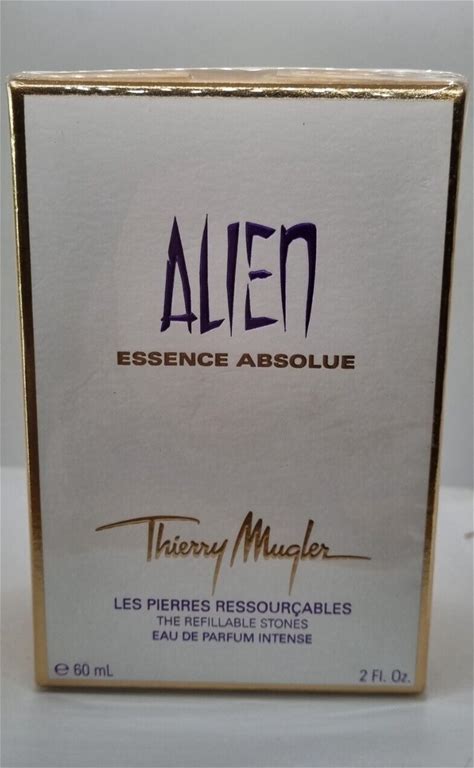 ALIEN
ESSENCE ABSOLUE
Thierry Mugler
LES PIERRES RESSOURÇABLES
THE REFILLABLE STONES
EAU DE PARFUM INTENSE
℮ 60 mL 2 Fl. Oz.